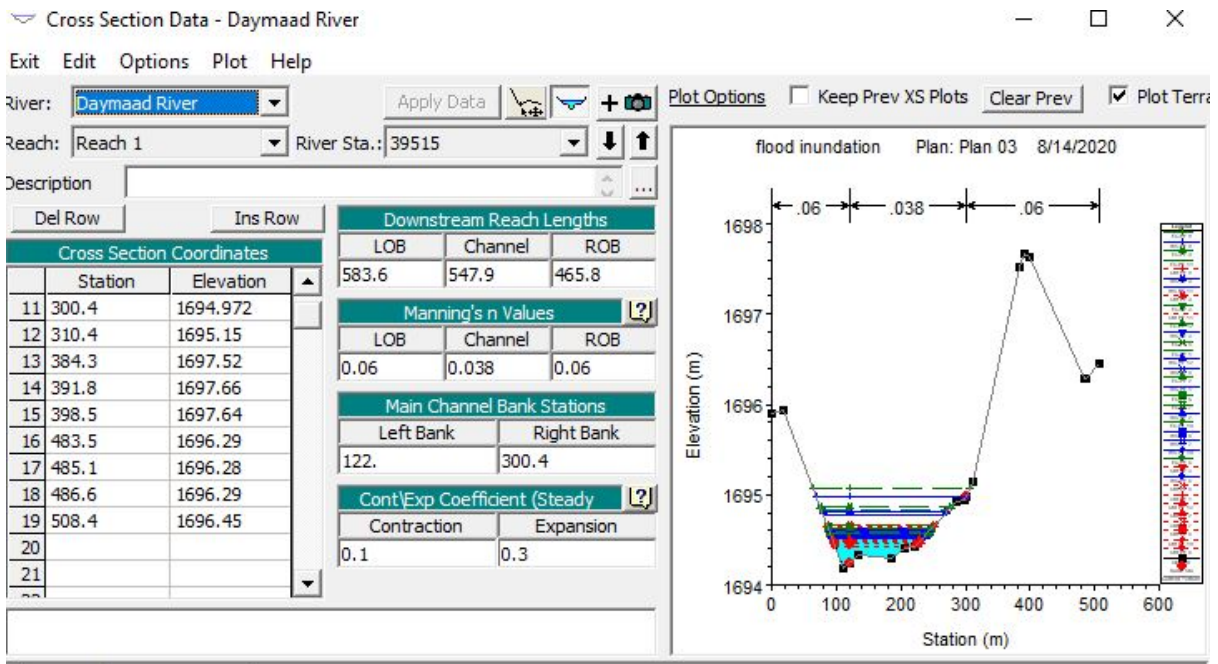 Cross Section Data - Daymaad River
Exit Edit Options Plot Help
River: Daymaad River
Apply Data
Plot Options Keep Prev XS Plots Clear Prev Plot Terra
Reach: Reach 1 River Sta.: 39515
Description ...
Del Row Ins Row
Cross Section Coordinates
Station Elevation
11 300.4 1694.972
12 310.4 1695.15
13 384.3 1697.52
14 391.8 1697.66
15 398.5 1697.64
16 483.5 1696.29
17 485.1 1696.28
18 486.6 1696.29
19 508.4 1696.45
20
21
Downstream Reach Lengths
LOB Channel ROB
583.6 547.9 465.8
Manning's n Values
LOB Channel ROB
0.06 0.038 0.06
Main Channel Bank Stations
Left Bank Right Bank
122. 300.4
Cont\Exp Coefficient (Steady
Contraction Expansion
0.1 0.3
flood inundation Plan: Plan 03 8/14/2020
.06 .038 .06
1698
1697
1696
1695
1694
Elevation (m)
0 100 200 300 400 500 600
Station (m)